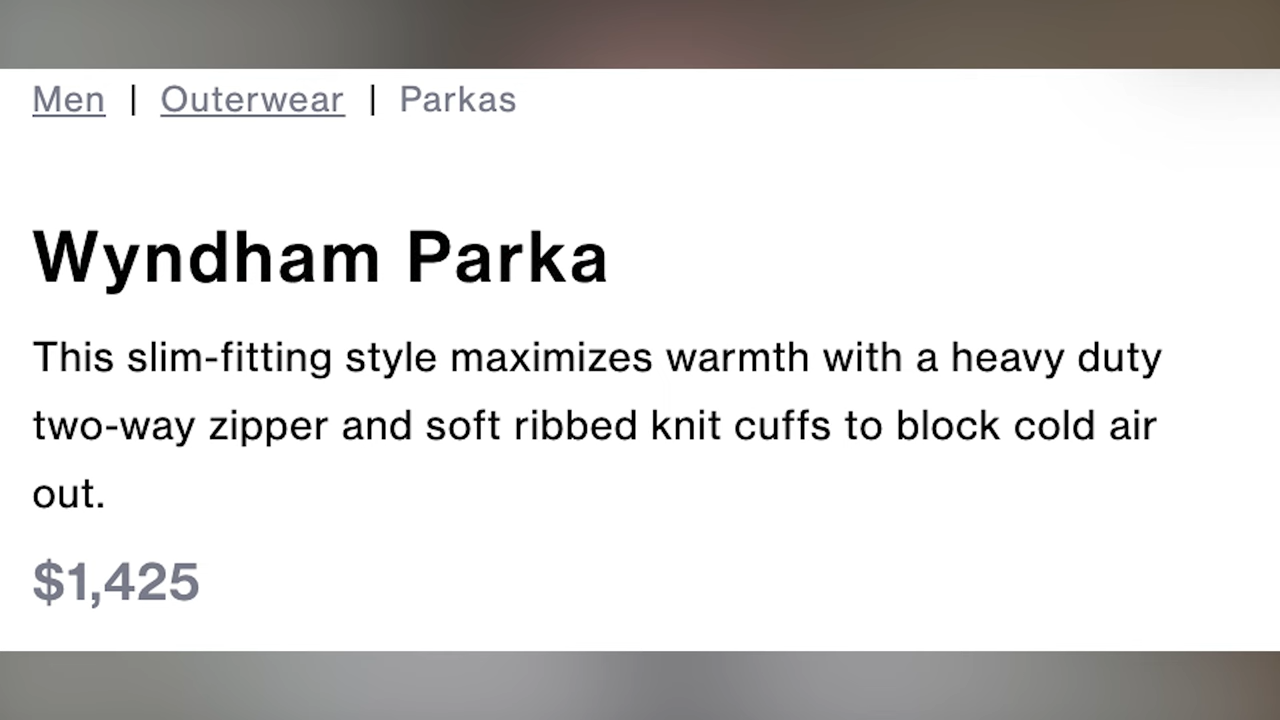 Men | Outerwear | Parkas
Wyndham Parka
This slim-fitting style maximizes warmth with a heavy duty
two-way zipper and soft ribbed knit cuffs to block cold air
out.
$1,425